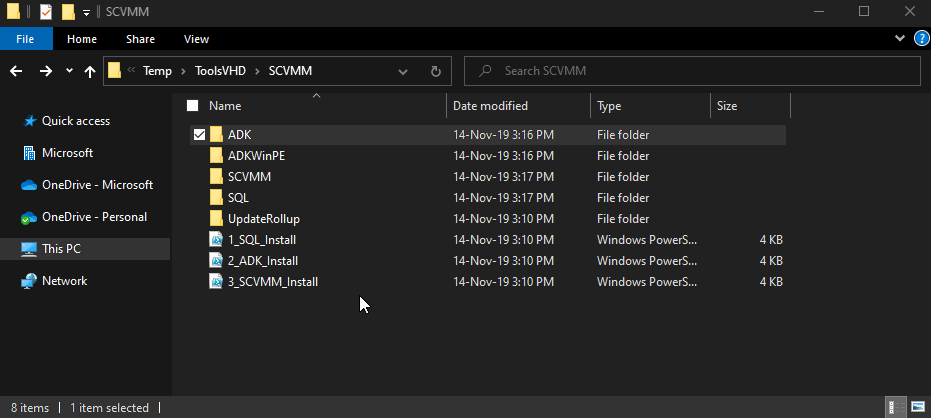 SCVMM
File Home Share View
Temp ToolsVHD SCVMM Search SCVMM
Name Date modified Type Size
Quick access
Microsoft
OneDrive - Microsoft
OneDrive - Personal
This PC
Network
ADK 14-Nov-19 3:16 PM File folder
ADKWinPE 14-Nov-19 3:16 PM File folder
SCVMM 14-Nov-19 3:17 PM File folder
SQL 14-Nov-19 3:17 PM File folder
UpdateRollup 14-Nov-19 3:10 PM File folder
1_SQL_Install 14-Nov-19 3:10 PM Windows PowerS... 4 KB
2_ADK_Install 14-Nov-19 3:10 PM Windows PowerS... 4 KB
3_SCVMM_Install 14-Nov-19 3:10 PM Windows PowerS... 4 KB
8 items 1 item selected